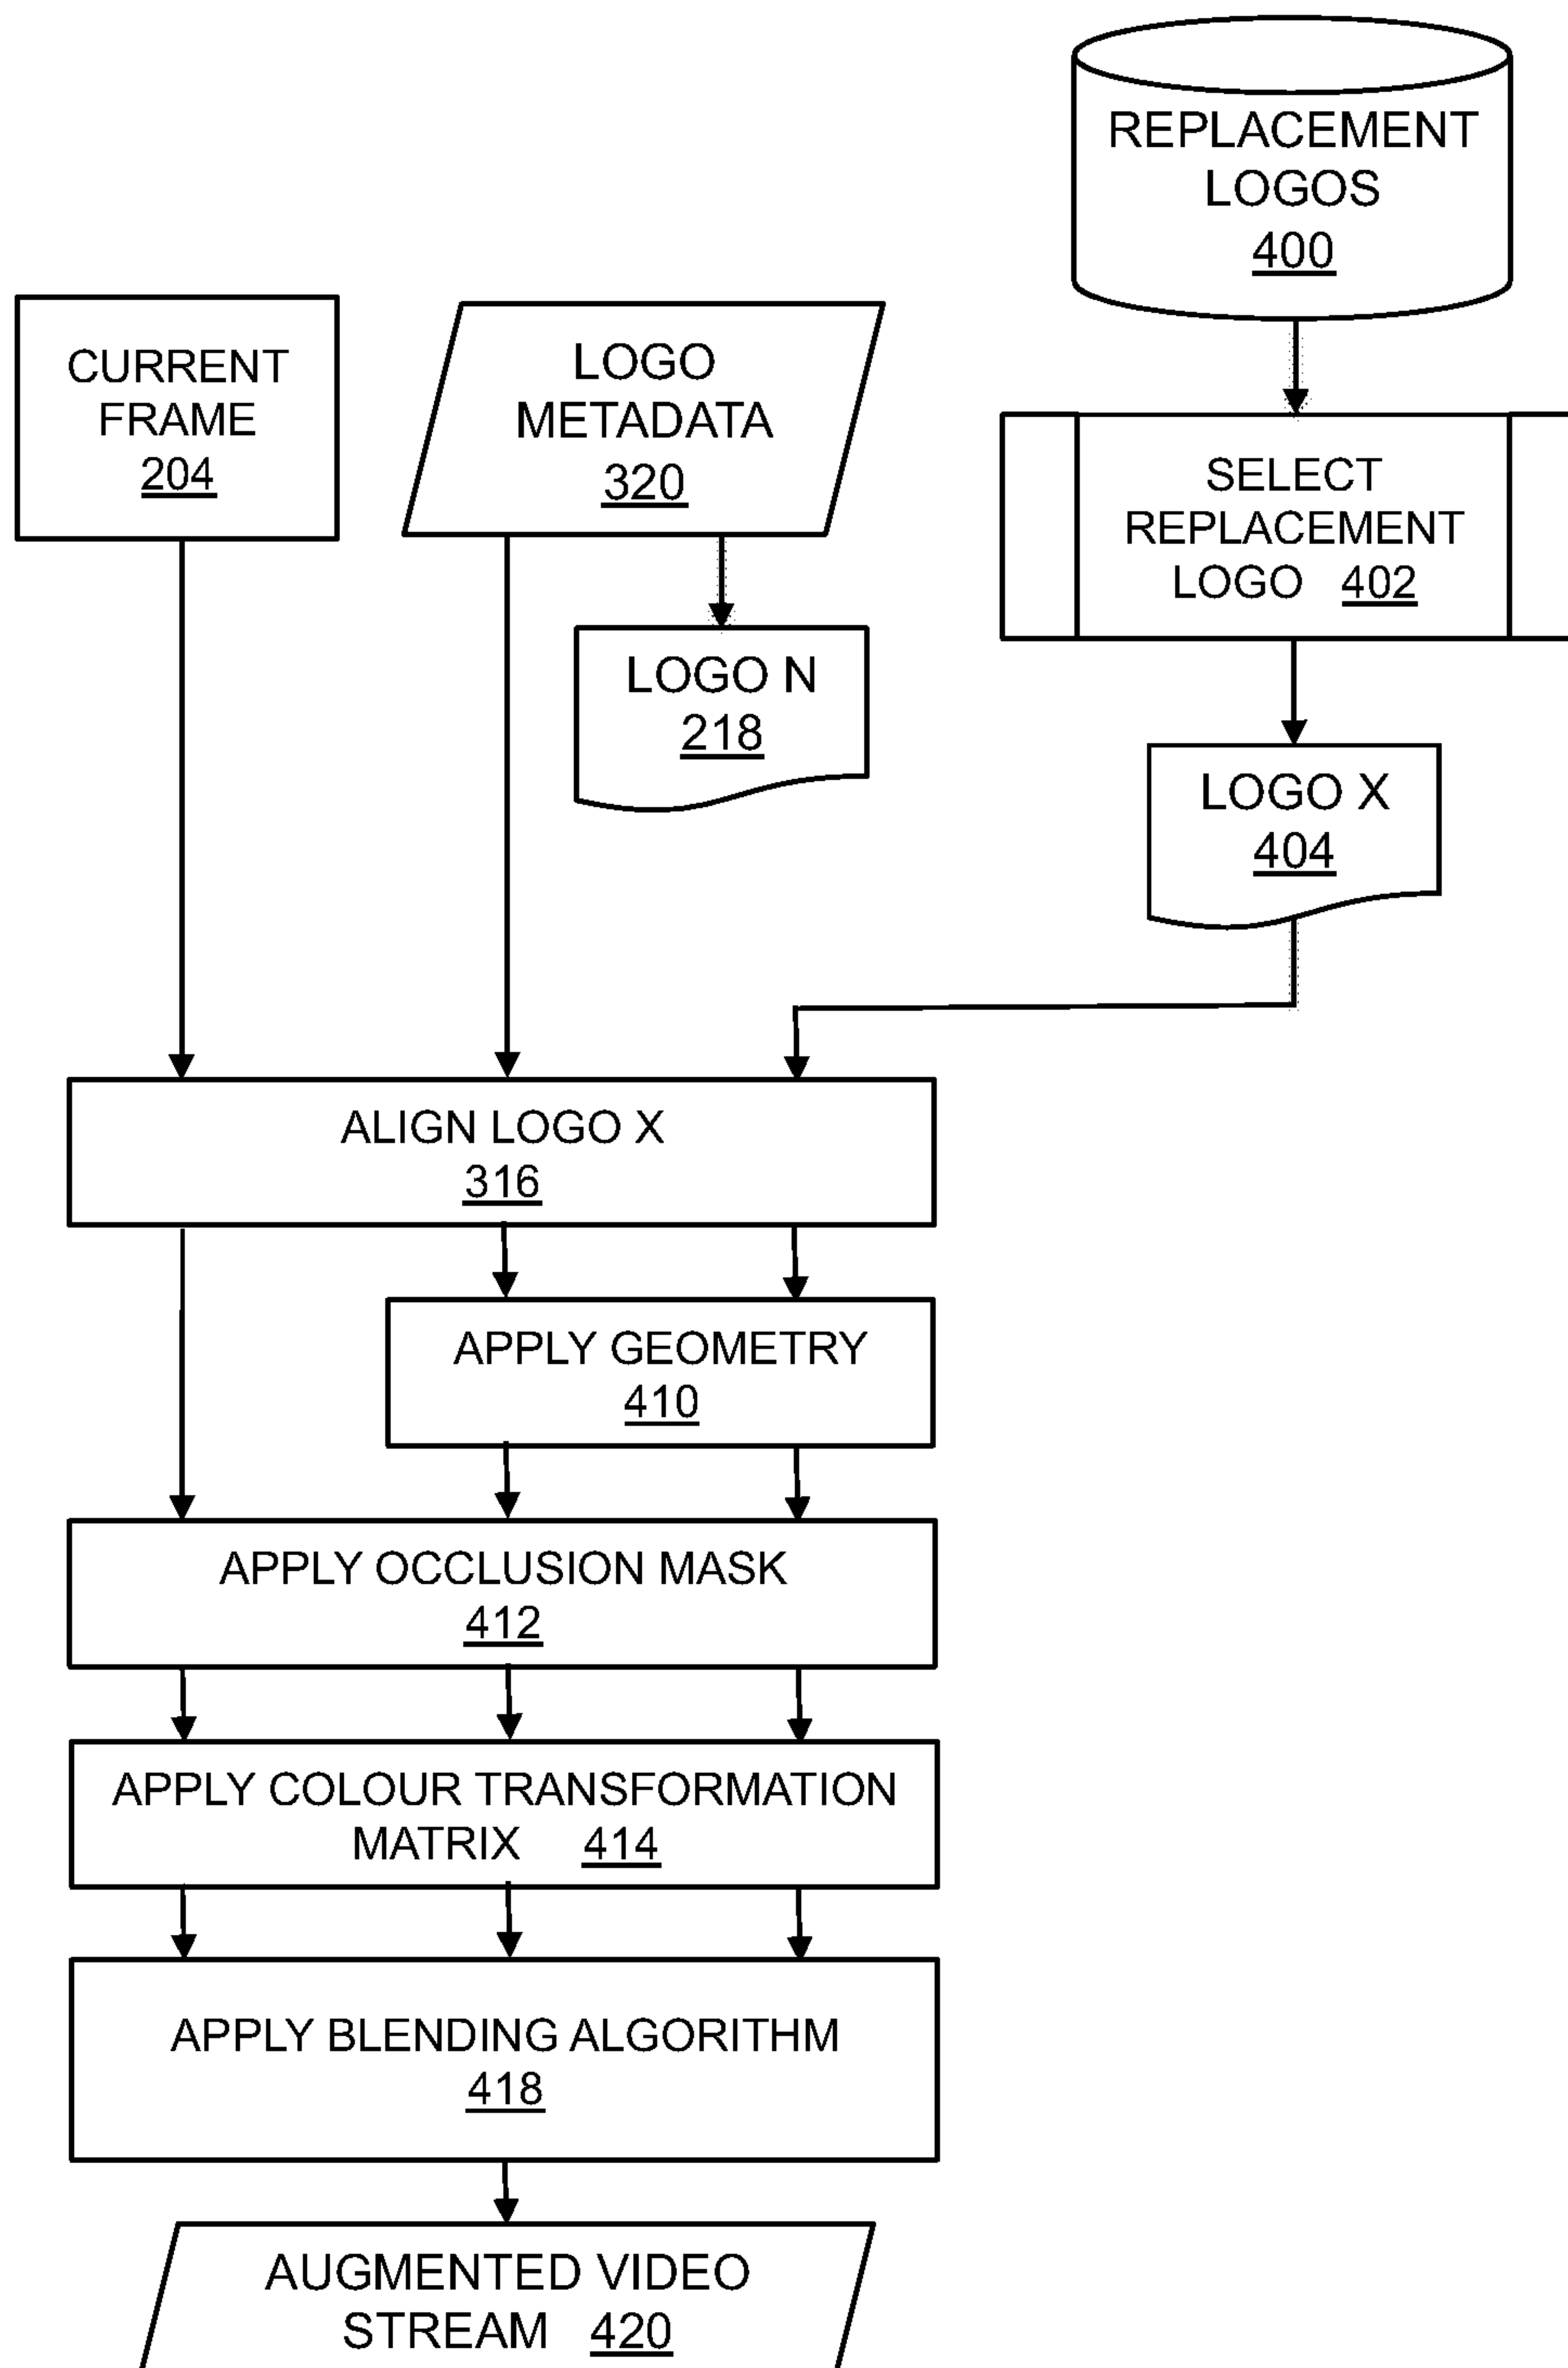 REPLACEMENT
LOGOS
400
CURRENT
FRAME
204
LOGO
METADATA
320
SELECT
REPLACEMENT
LOGO 402
LOGO N
218
LOGO X
404
ALIGN LOGO X
316
APPLY GEOMETRY
410
APPLY OCCLUSION MASK
412
APPLY COLOUR TRANSFORMATION
MATRIX 414
APPLY BLENDING ALGORITHM
418
AUGMENTED VIDEO
STREAM 420